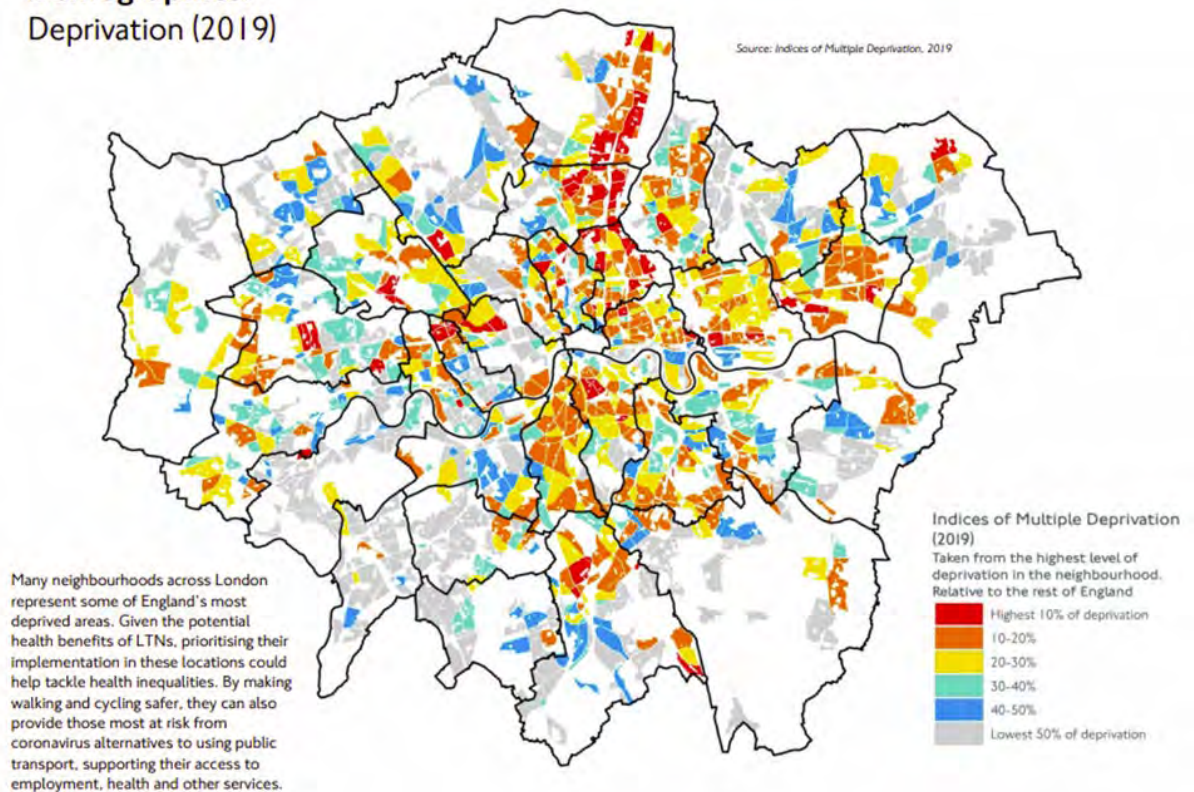 Deprivation (2019)
Source: Indices of Multiple Deprivation, 2019
Many neighbourhoods across London
represent some of England's most
deprived areas. Given the potential
health benefits of LTNs, prioritising their
implementation in these locations could
help tackle health inequalities. By making
walking and cycling safer, they can also
provide those most at risk from
coronavirus alternatives to using public
transport, supporting their access to
employment, health and other services.
Indices of Multiple Deprivation
(2019)
Taken from the highest level of
deprivation in the neighbourhood.
Relative to the rest of England
Highest 10% of deprivation
10-20%
20-30%
30-40%
40-50%
Lowest 50% of deprivation